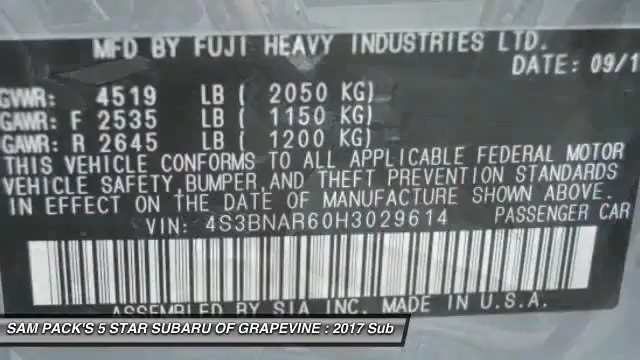 MFD BY FUJI HEAVY INDUSTRIES LTD.
DATE: 09/1
GVWR: 4519 LB ( 2050 KG)
GAWR: F 2535 LB ( 1150 KG)
GAWR: R 2645 LB ( 1200 KG)
THIS VEHICLE CONFORMS TO ALL APPLICABLE FEDERAL MOTOR
VEHICLE SAFETY,BUMPER,AND THEFT PREVENTION STANDARDS
IN EFFECT ON THE DATE OF MANUFACTURE SHOWN ABOVE.
VIN: 4S3BNAR60H3029614 PASSENGER CAR
ASSEMBLED BY SIA INC. MADE IN U.S.A.
SAM PACK'S 5 STAR SUBARU OF GRAPEVINE : 2017 Sub